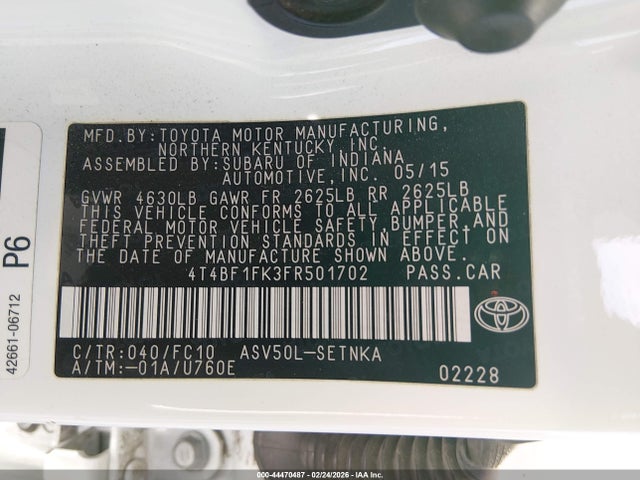 MFD.BY:TOYOTA MOTOR MANUFACTURING,
NORTHERN KENTUCKY,INC.
ASSEMBLED BY:SUBARU OF INDIANA
AUTOMOTIVE,INC. 05/15
GVWR 4630LB GAWR FR 2625LB RR 2625LB
THIS VEHICLE CONFORMS TO ALL APPLICABLE
FEDERAL MOTOR VEHICLE SAFETY,BUMPER,AND
THEFT PREVENTION STANDARDS IN EFFECT ON
THE DATE OF MANUFACTURE SHOWN ABOVE.
4T4BF1FK3FR501702 PASS.CAR
C/TR:040/FC10 ASV50L-SETNKA
A/TM:-01A/U760E 02228
P6
42661-06712
000-44470487 - 02/24/2026 - IAA Inc.